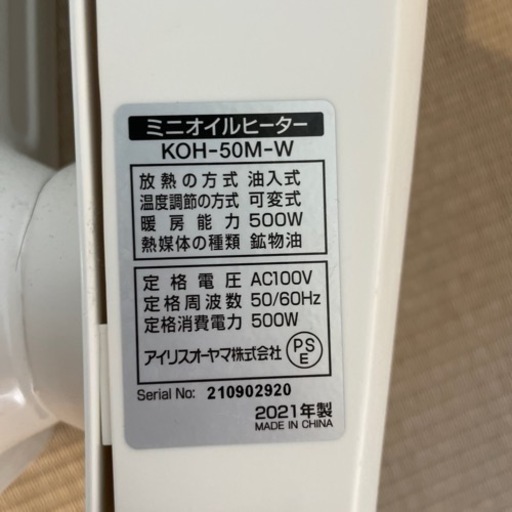 ミニオイルヒーター
KOH-50M-W
放熱の方式 油入式
温度調節の方式 可変式
暖房能力 500W
熱媒体の種類 鉱物油
定格電圧 AC100V
定格周波数 50/60Hz
定格消費電力 500W
アイリスオーヤマ株式会社
PS
E
Serial No: 210902920
2021年製
MADE IN CHINA